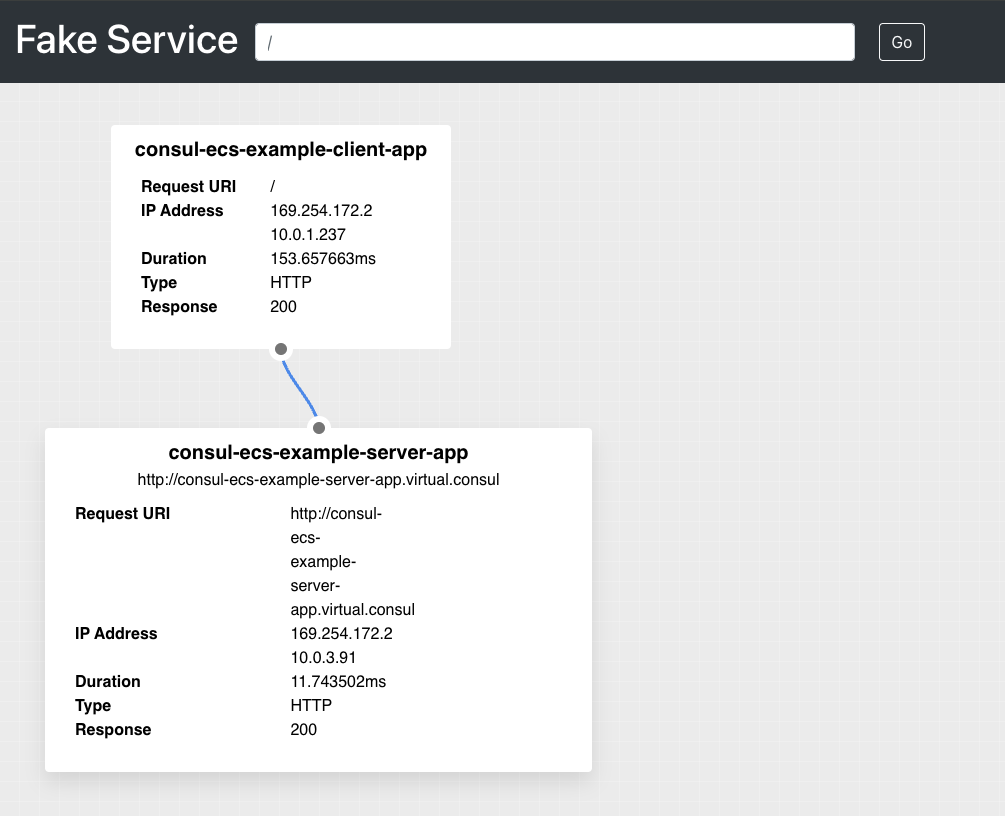 Fake Service / Go
consul-ecs-example-client-app
Request URI /
IP Address 169.254.172.2
10.0.1.237
Duration 153.657663ms
Type HTTP
Response 200
consul-ecs-example-server-app
http://consul-ecs-example-server-app.virtual.consul
Request URI http://consul-
ecs-
example-
server-
app.virtual.consul
IP Address 169.254.172.2
10.0.3.91
Duration 11.743502ms
Type HTTP
Response 200